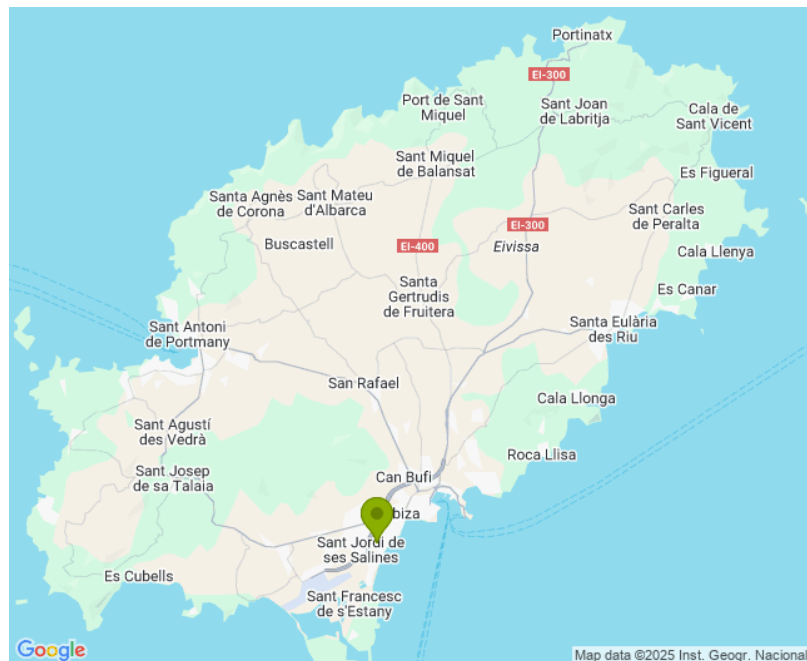 Portinatx
EI-300
Port de Sant
Miquel
Sant Joan
de Labritja
Cala de
Sant Vicent
Sant Miquel
de Balansat
Es Figueral
Santa Agnès
de Corona
Sant Mateu
d'Albarca
Sant Carles
de Peralta
EI-300
Buscastell
EI-400
Eivissa
Cala Llenya
Santa
Gertrudis
de Fruitera
Es Canar
Sant Antoni
de Portmany
Santa Eulària
des Riu
San Rafael
Cala Llonga
Sant Agustí
des Vedrà
Roca Llisa
Sant Josep
de sa Talaia
Can Bufi
biza
Sant Jordi de
ses Salines
Es Cubells
Sant Francesc
de s'Estany
Google
Map data ©2025 Inst. Geogr. Nacional